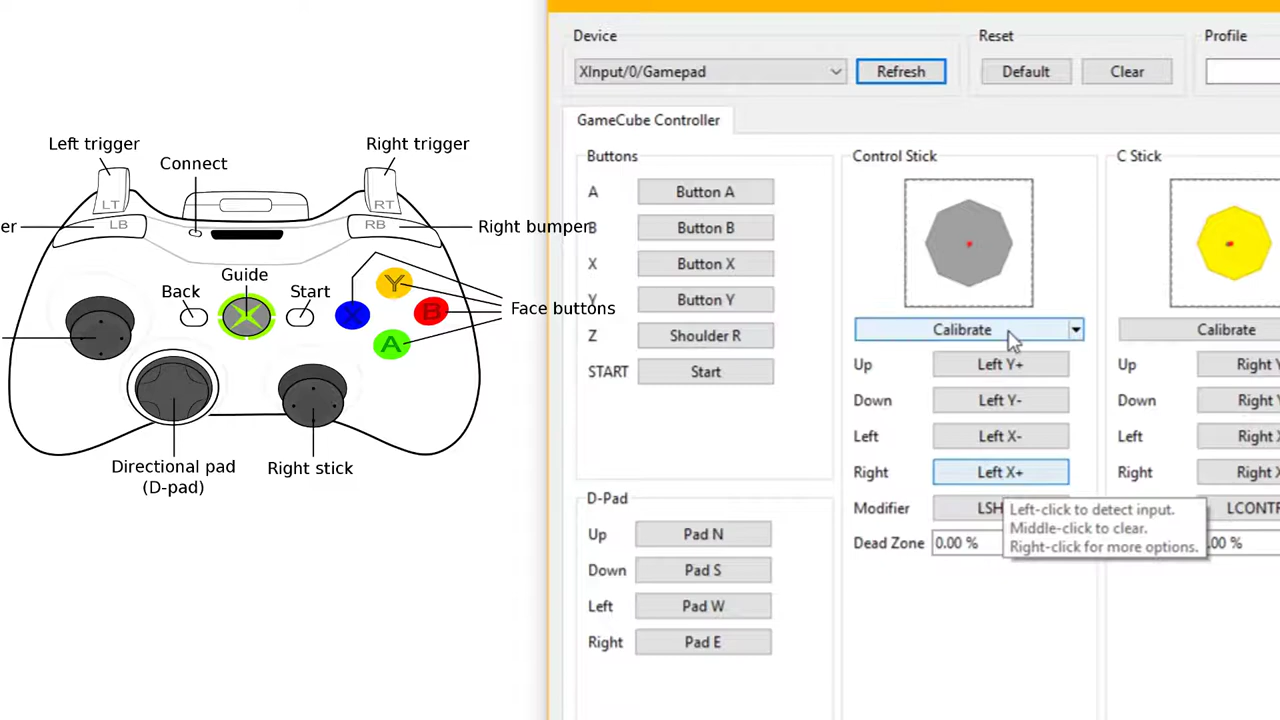 Left trigger
Right trigger
Connect
LT
RT
er
LB
RB
Right bumper
Guide
Back
Start
Y
X
B
A
Face buttons
Directional pad
(D-pad)
Right stick
Device
Reset
Profile
XInput/0/Gamepad
Refresh
Default
Clear
GameCube Controller
Buttons
A Button A
B Button B
X Button X
Y Button Y
Z Shoulder R
START Start
D-Pad
Up Pad N
Down Pad S
Left Pad W
Right Pad E
Control Stick
Calibrate
Up Left Y+
Down Left Y-
Left Left X-
Right Left X+
Modifier LSH
Dead Zone 0.00 %
Left-click to detect input.
Middle-click to clear.
Right-click for more options.
C Stick
Calibrate
Up Right Y
Down Right Y
Left Right X
Right Right X
LCONTR
.00 %